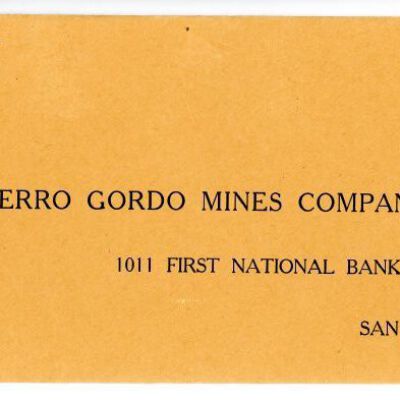 ERRO GORDO MINES COMPAN
1011 FIRST NATIONAL BANK
SAN